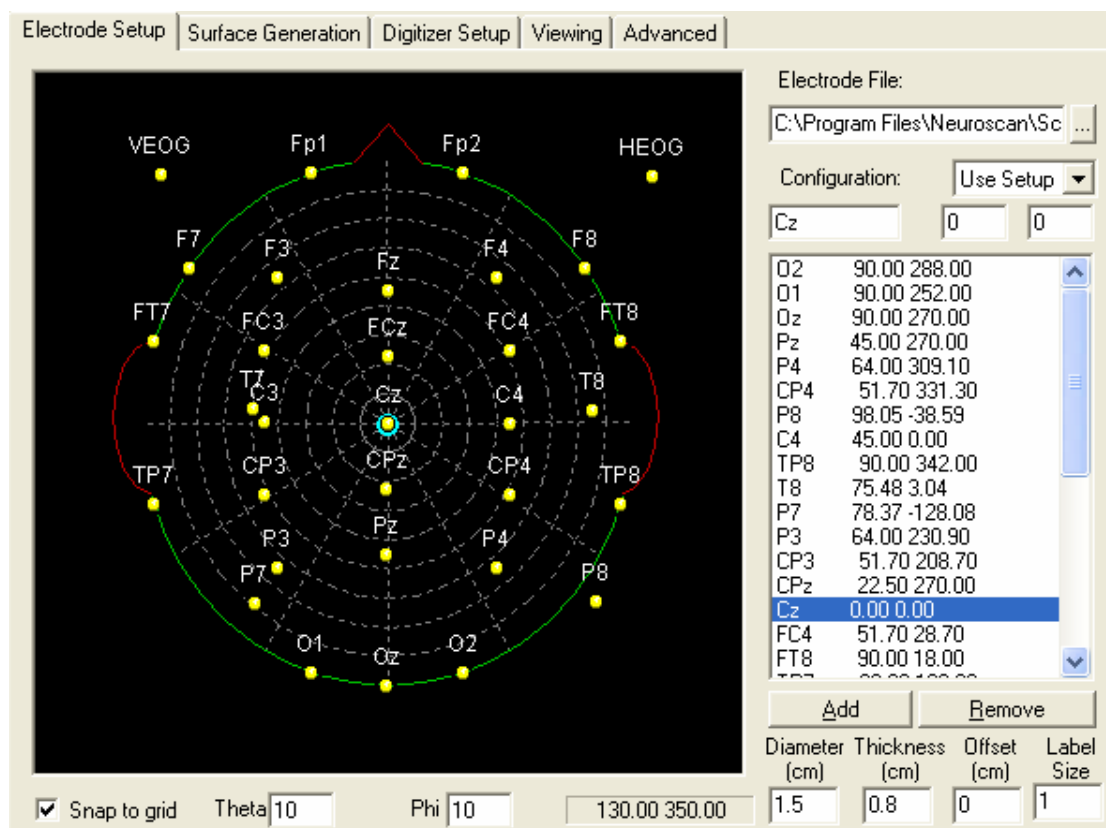 Electrode Setup Surface Generation Digitizer Setup Viewing Advanced
Electrode File:
C:\Program Files\Neuroscan\Sc ...
Configuration: Use Setup
Cz 0 0
VEOG Fp1 Fp2 HEOG
F7 F3 Fz F4 F8
FT7 FC3 FCz FC4 FT8
T7 C3 Cz C4 T8
TP7 CP3 CPz CP4 TP8
P7 P3 Pz P4 P8
O1 Oz O2
O2 90.00 288.00
O1 90.00 252.00
Oz 90.00 270.00
Pz 45.00 270.00
P4 64.00 309.10
CP4 51.70 331.30
P8 98.05 -38.59
C4 45.00 0.00
TP8 90.00 342.00
T8 75.48 3.04
P7 78.37 -128.08
P3 64.00 230.90
CP3 51.70 208.70
CPz 22.50 270.00
Cz 0.00 0.00
FC4 51.70 28.70
FT8 90.00 18.00
Add Remove
Diameter (cm) Thickness (cm) Offset (cm) Label Size
1.5 0.8 0 1
Snap to grid Theta 10 Phi 10 130.00 350.00